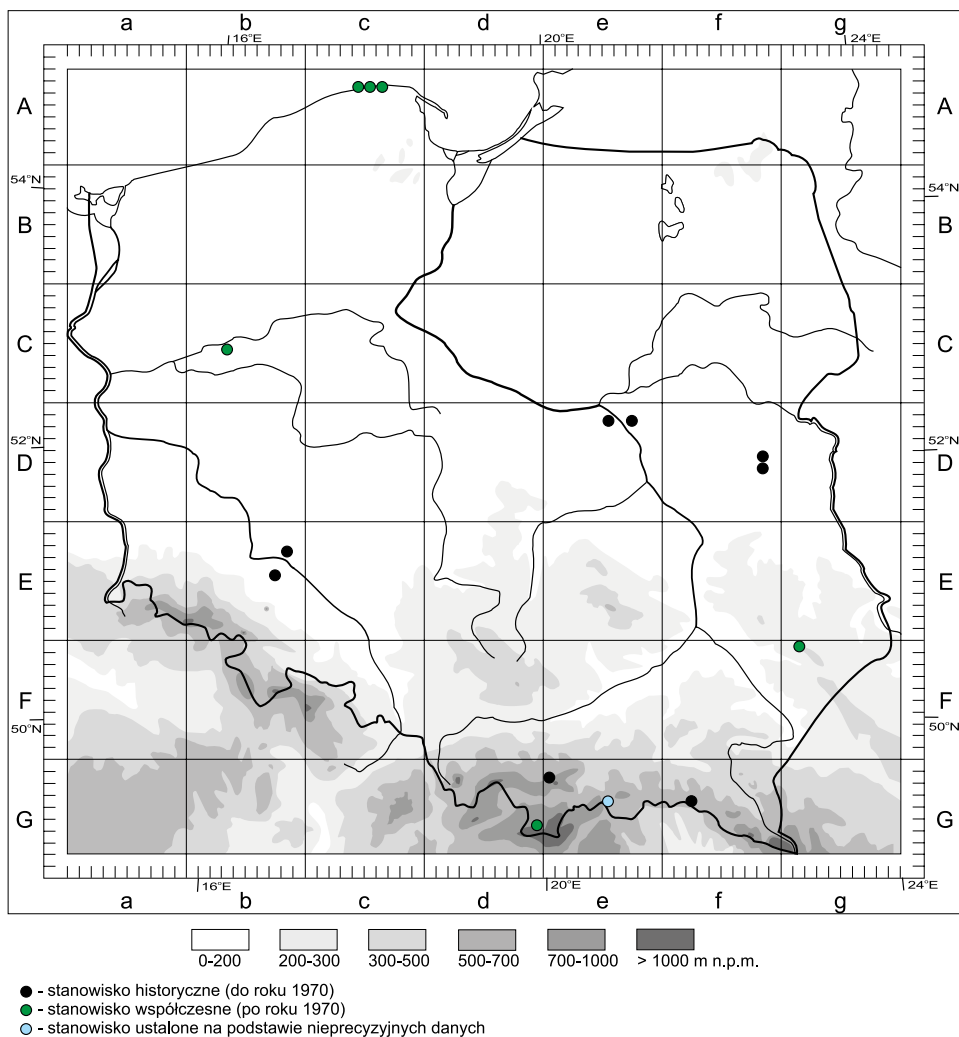 a b c d e f g
16°E 20°E 24°E
A A
54°N 54°N
B B
C C
52°N 52°N
D D
E E
F F
50°N 50°N
G G
16°E 20°E 24°E
a b c d e f g
0-200 200-300 300-500 500-700 700-1000 > 1000 m n.p.m.
- stanowisko historyczne (do roku 1970)
- stanowisko współczesne (po roku 1970)
- stanowisko ustalone na podstawie nieprecyzyjnych danych